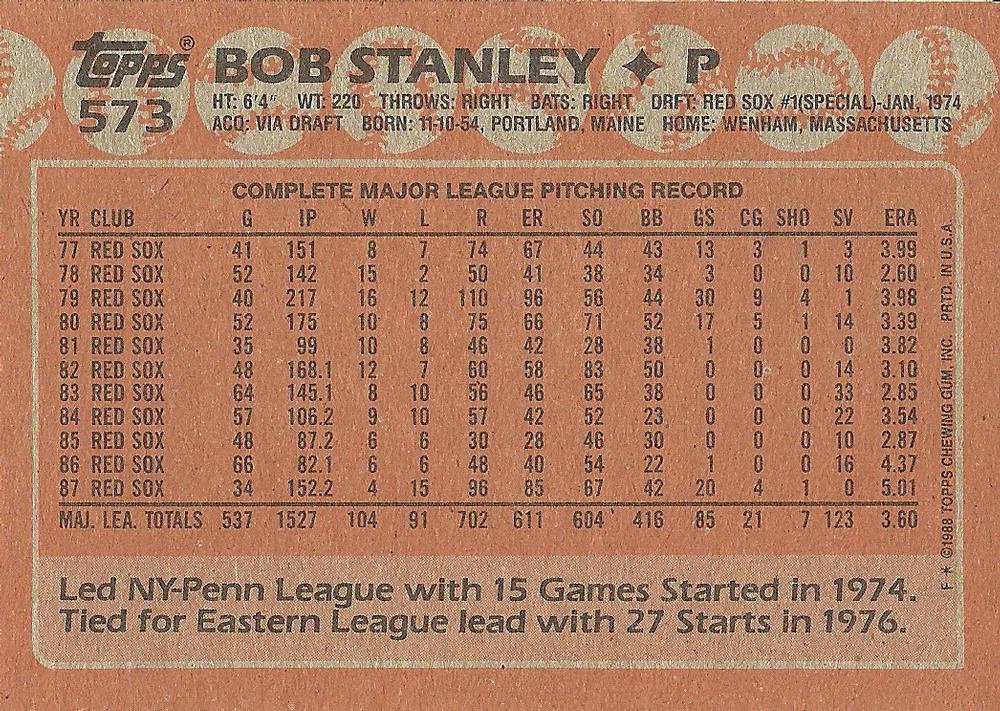 topps® BOB STANLEY ✦ P
573 HT: 6'4" WT: 220 THROWS: RIGHT BATS: RIGHT DRFT: RED SOX #1(SPECIAL)-JAN, 1974
ACQ: VIA DRAFT BORN: 11-10-54, PORTLAND, MAINE HOME: WENHAM, MASSACHUSETTS
COMPLETE MAJOR LEAGUE PITCHING RECORD
YR CLUB G IP W L R ER SO BB GS CG SHO SV ERA
77 RED SOX 41 151 8 7 74 67 44 43 13 3 1 3 3.99
78 RED SOX 52 142 15 2 50 41 38 34 3 0 0 10 2.60
79 RED SOX 40 217 16 12 110 96 56 44 30 9 4 1 3.98
80 RED SOX 52 175 10 8 75 66 71 52 17 5 1 14 3.39
81 RED SOX 35 99 10 8 46 42 28 38 1 0 0 0 3.82
82 RED SOX 48 168.1 12 7 60 58 83 50 0 0 0 14 3.10
83 RED SOX 64 145.1 8 10 56 46 65 38 0 0 0 33 2.85
84 RED SOX 57 106.2 9 10 57 42 52 23 0 0 0 22 3.54
85 RED SOX 48 87.2 6 6 30 28 46 30 0 0 0 10 2.87
86 RED SOX 66 82.1 6 6 48 40 54 22 1 0 0 16 4.37
87 RED SOX 34 152.2 4 15 96 85 67 42 20 4 1 0 5.01
MAJ. LEA. TOTALS 537 1527 104 91 702 611 604 416 85 21 7 123 3.60
Led NY-Penn League with 15 Games Started in 1974.
Tied for Eastern League lead with 27 Starts in 1976.
F* ©1988 TOPPS CHEWING GUM, INC. PRTD. IN U.S.A.